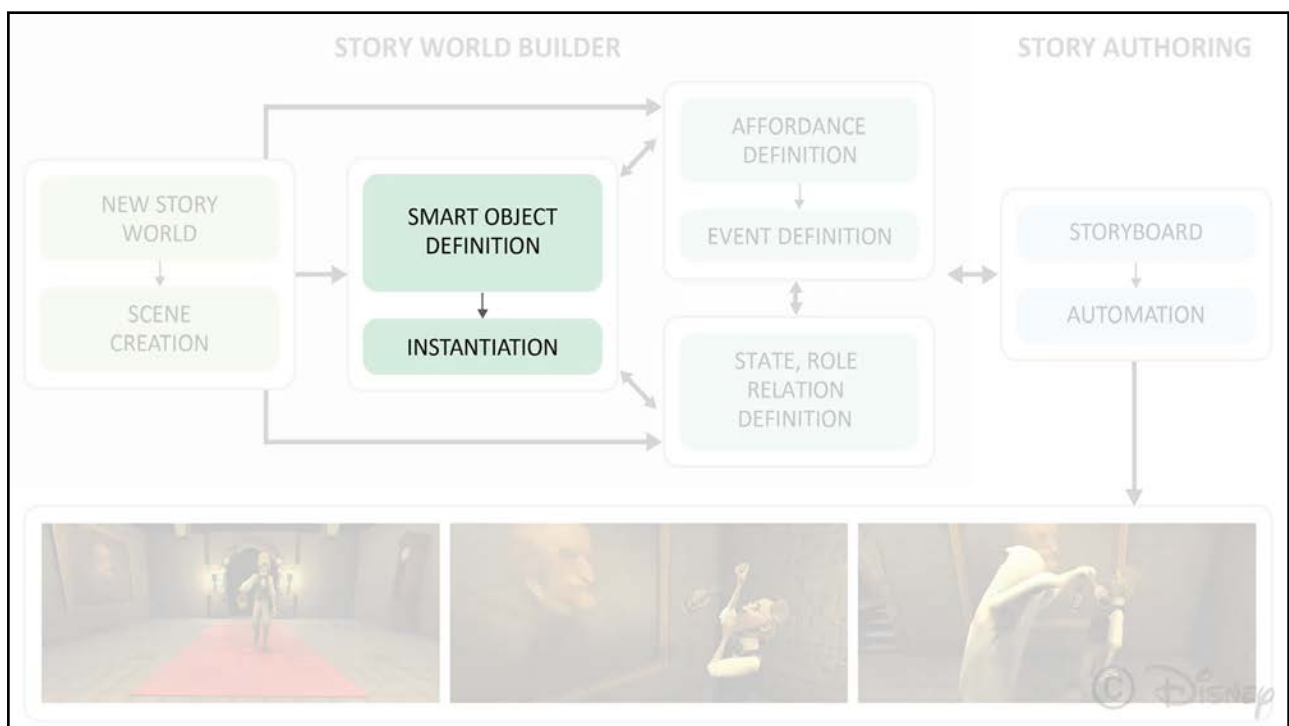 STORY WORLD BUILDER
STORY AUTHORING
NEW STORY
WORLD
SCENE
CREATION
SMART OBJECT
DEFINITION
INSTANTIATION
AFFORDANCE
DEFINITION
EVENT DEFINITION
STATE, ROLE
RELATION
DEFINITION
STORYBOARD
AUTOMATION
© Disney